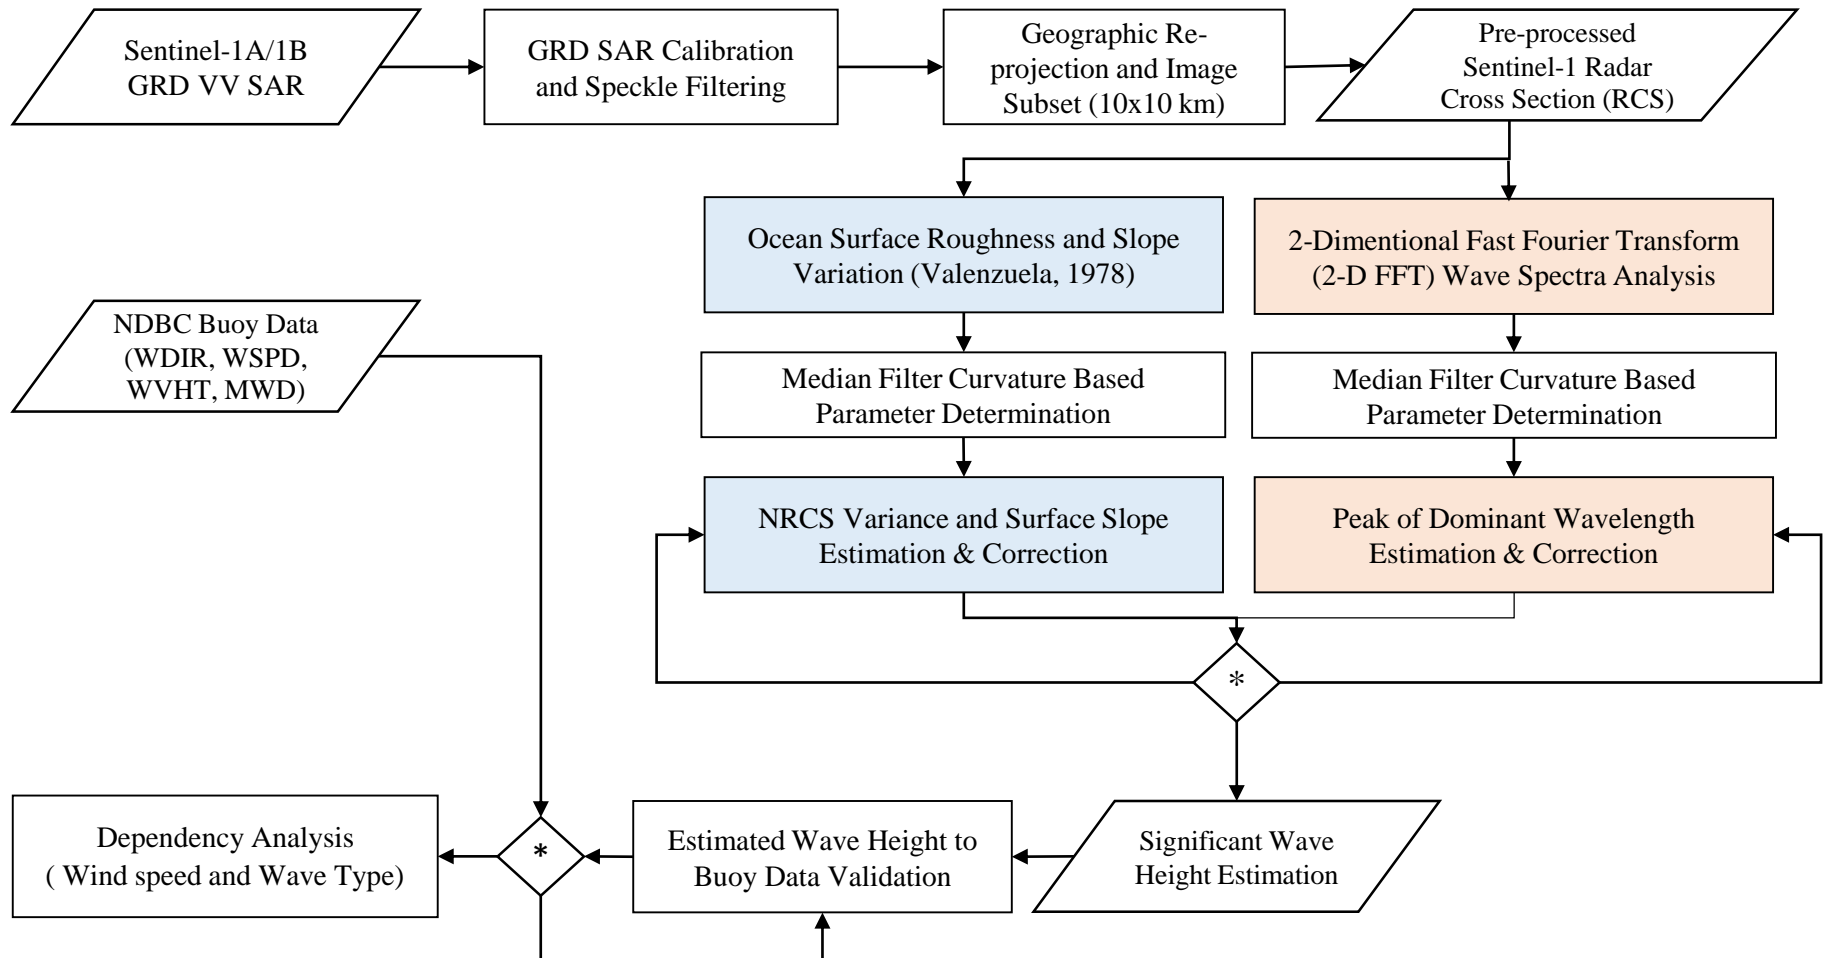 Sentinel-1A/1B
GRD VV SAR
GRD SAR Calibration
and Speckle Filtering
Geographic Re-
projection and Image
Subset (10x10 km)
Pre-processed
Sentinel-1 Radar
Cross Section (RCS)
Ocean Surface Roughness and Slope
Variation (Valenzuela, 1978)
2-Dimentional Fast Fourier Transform
(2-D FFT) Wave Spectra Analysis
NDBC Buoy Data
(WDIR, WSPD,
WVHT, MWD)
Median Filter Curvature Based
Parameter Determination
Median Filter Curvature Based
Parameter Determination
NRCS Variance and Surface Slope
Estimation & Correction
Peak of Dominant Wavelength
Estimation & Correction
*
Dependency Analysis
( Wind speed and Wave Type)
*
Estimated Wave Height to
Buoy Data Validation
Significant Wave
Height Estimation